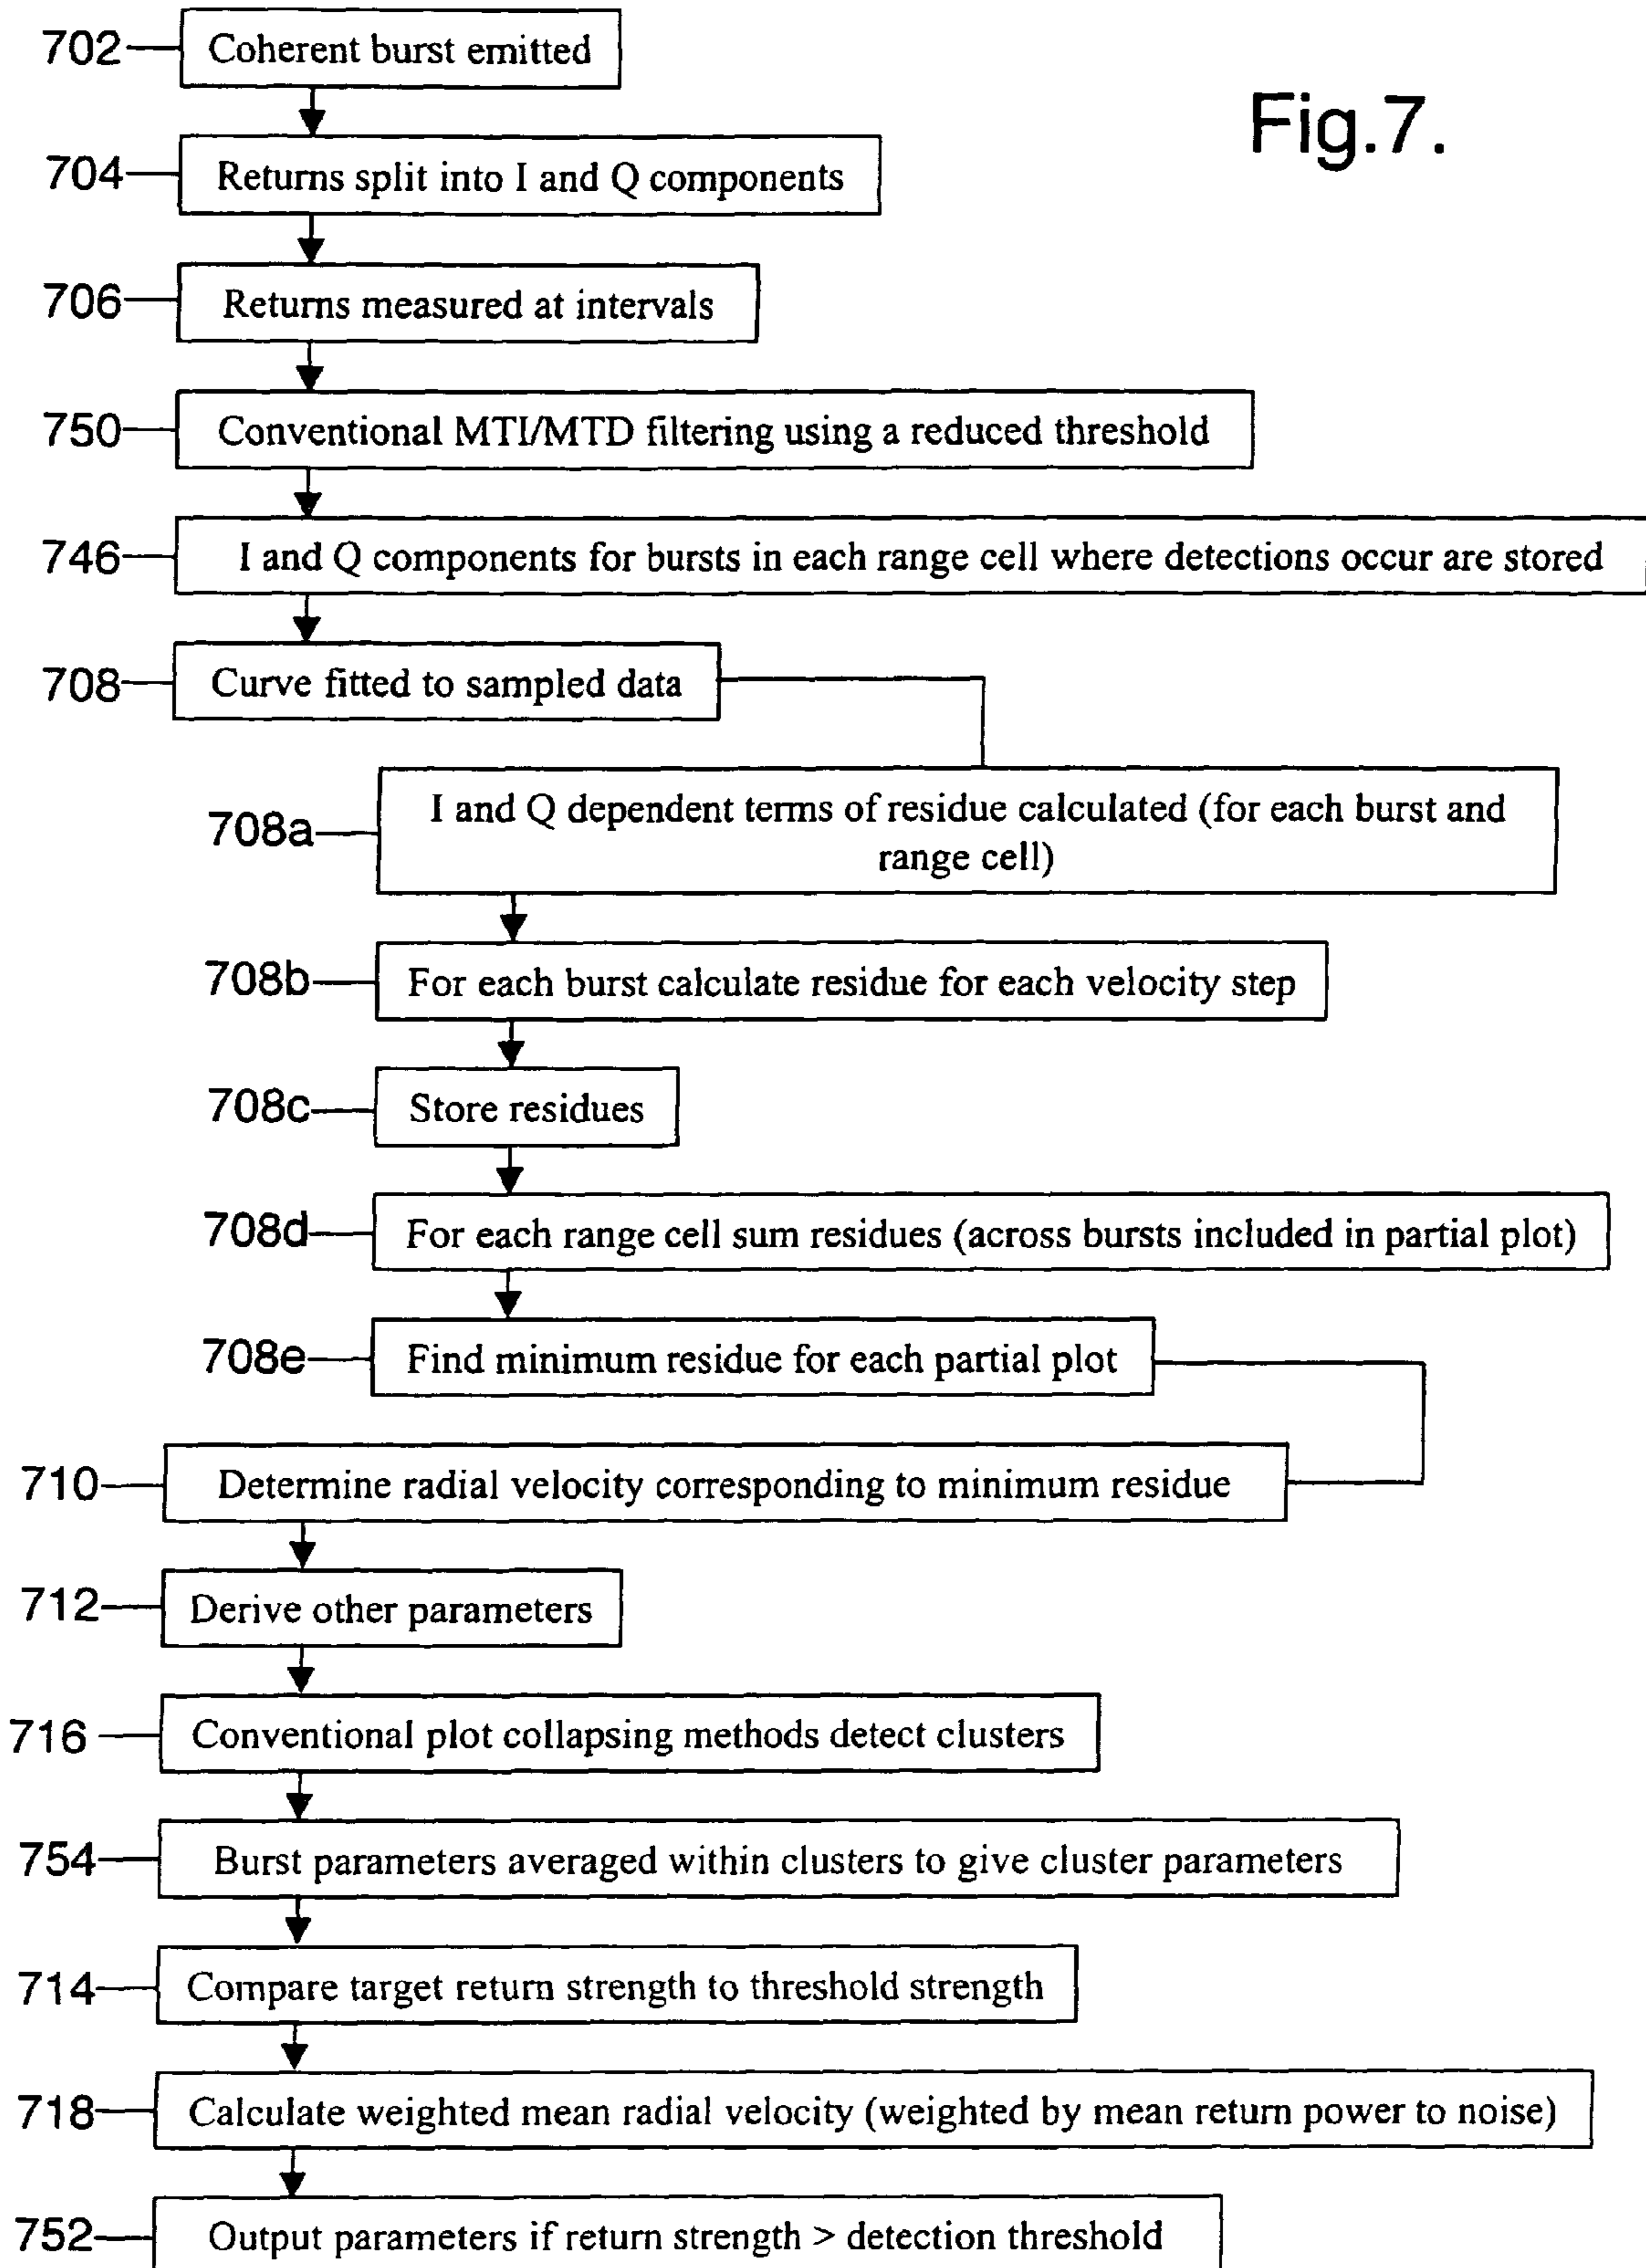 702 Coherent burst emitted
Fig.7.
704 Returns split into I and Q components
706 Returns measured at intervals
750 Conventional MTI/MTD filtering using a reduced threshold
746 I and Q components for bursts in each range cell where detections occur are stored
708 Curve fitted to sampled data
708a I and Q dependent terms of residue calculated (for each burst and
range cell)
708b For each burst calculate residue for each velocity step
708c Store residues
708d For each range cell sum residues (across bursts included in partial plot)
708e Find minimum residue for each partial plot
710 Determine radial velocity corresponding to minimum residue
712 Derive other parameters
716 Conventional plot collapsing methods detect clusters
754 Burst parameters averaged within clusters to give cluster parameters
714 Compare target return strength to threshold strength
718 Calculate weighted mean radial velocity (weighted by mean return power to noise)
752 Output parameters if return strength > detection threshold